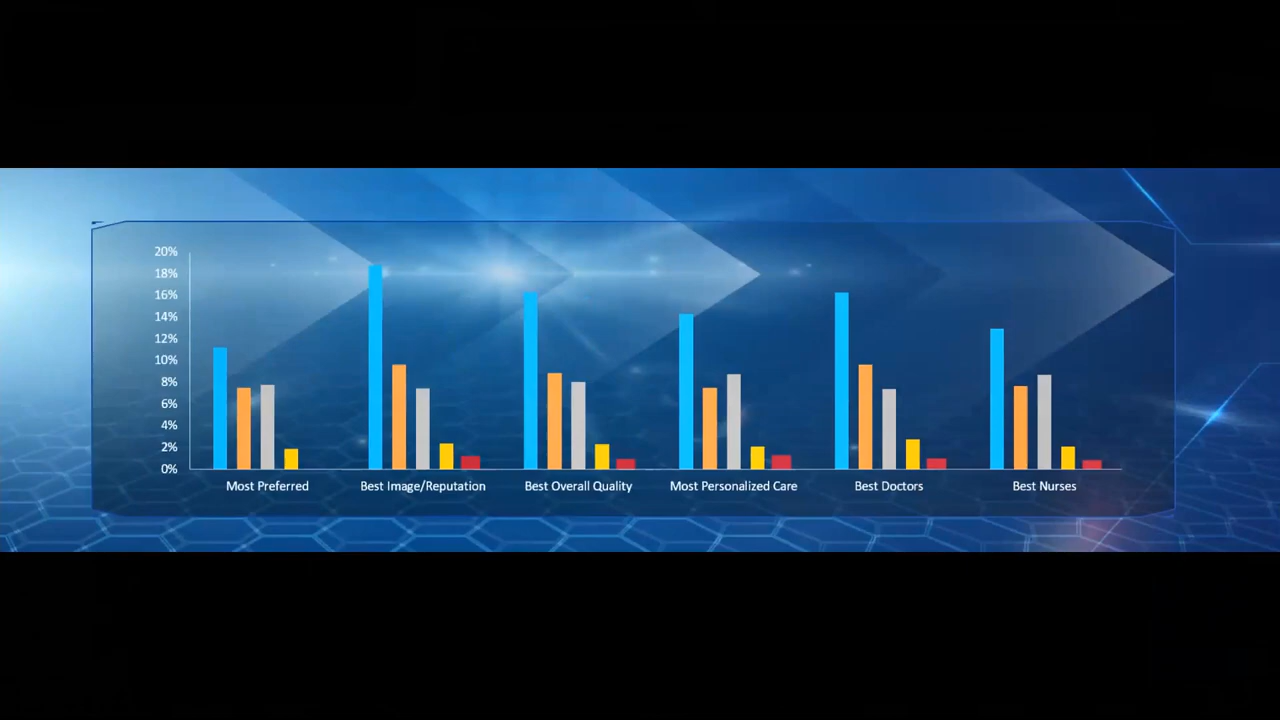 20%
18%
16%
14%
12%
10%
8%
6%
4%
2%
0%
Most Preferred
Best Image/Reputation
Best Overall Quality
Most Personalized Care
Best Doctors
Best Nurses